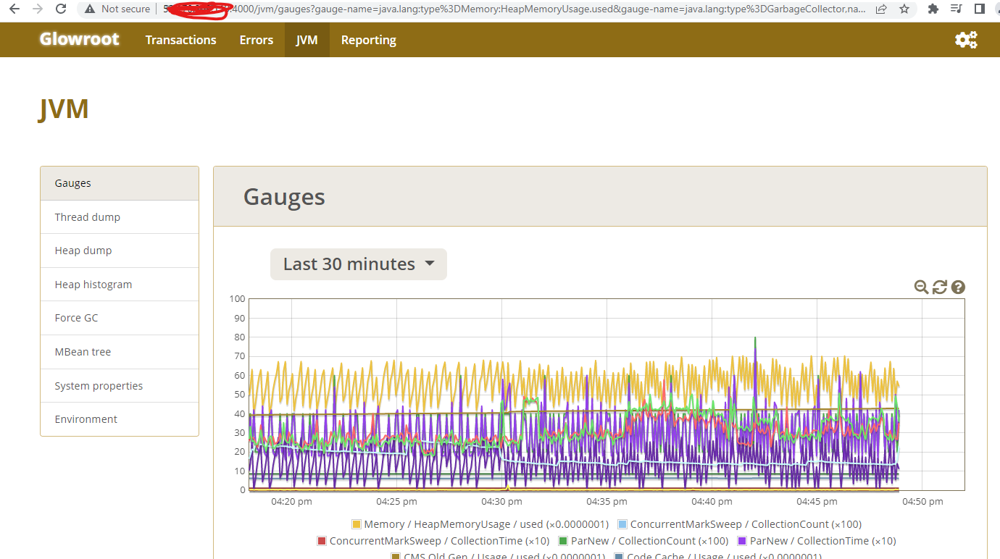 Not secure
4000/jvm/gauges?gauge-name=java.lang:type%3DMemory:HeapMemoryUsage.used&gauge-name=java.lang:type%3DGarbageCollector,na...
Glowroot Transactions Errors JVM Reporting
JVM
Gauges
Thread dump
Heap dump
Heap histogram
Force GC
MBean tree
System properties
Environment
Gauges
Last 30 minutes
100
90
80
70
60
50
40
30
20
10
0
04:20 pm 04:25 pm 04:30 pm 04:35 pm 04:40 pm 04:45 pm 04:50 pm
Memory / HeapMemoryUsage / used (×0.0000001) ConcurrentMarkSweep / CollectionCount (×100)
ConcurrentMarkSweep / CollectionTime (×10) ParNew / CollectionCount (×100) ParNew / CollectionTime (×10)
CMS Old Gen / Usage / used (×0.0000001) Code Cache / Usage / used (×0.0000001)